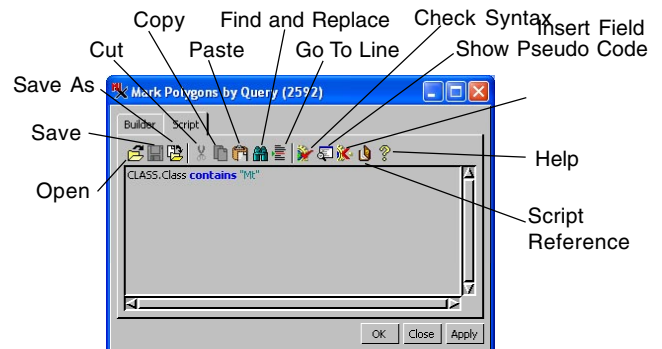 Copy Find and Replace Check Syntax Insert Field
Cut Paste Go To Line Show Pseudo Code
Save As
Mark Polygons by Query (2592)
Builder Script
Save
Help
Open
CLASS.Class contains "Mt"
Script
Reference
OK Close Apply